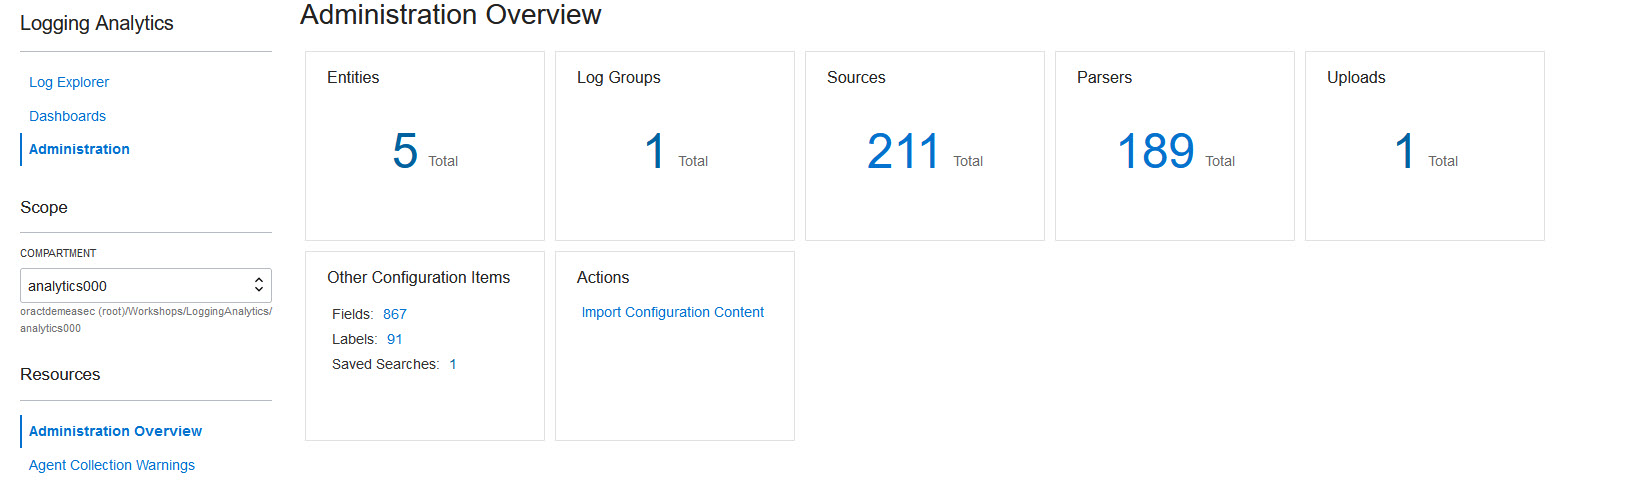 Logging Analytics
Log Explorer
Dashboards
Administration
Scope
COMPARTMENT
analytics000
oractdemeasec (root)/Workshops/LoggingAnalytics/
analytics000
Resources
Administration Overview
Agent Collection Warnings
Administration Overview
Entities
5 Total
Log Groups
1 Total
Sources
211 Total
Parsers
189 Total
Uploads
1 Total
Other Configuration Items
Fields: 867
Labels: 91
Saved Searches: 1
Actions
Import Configuration Content